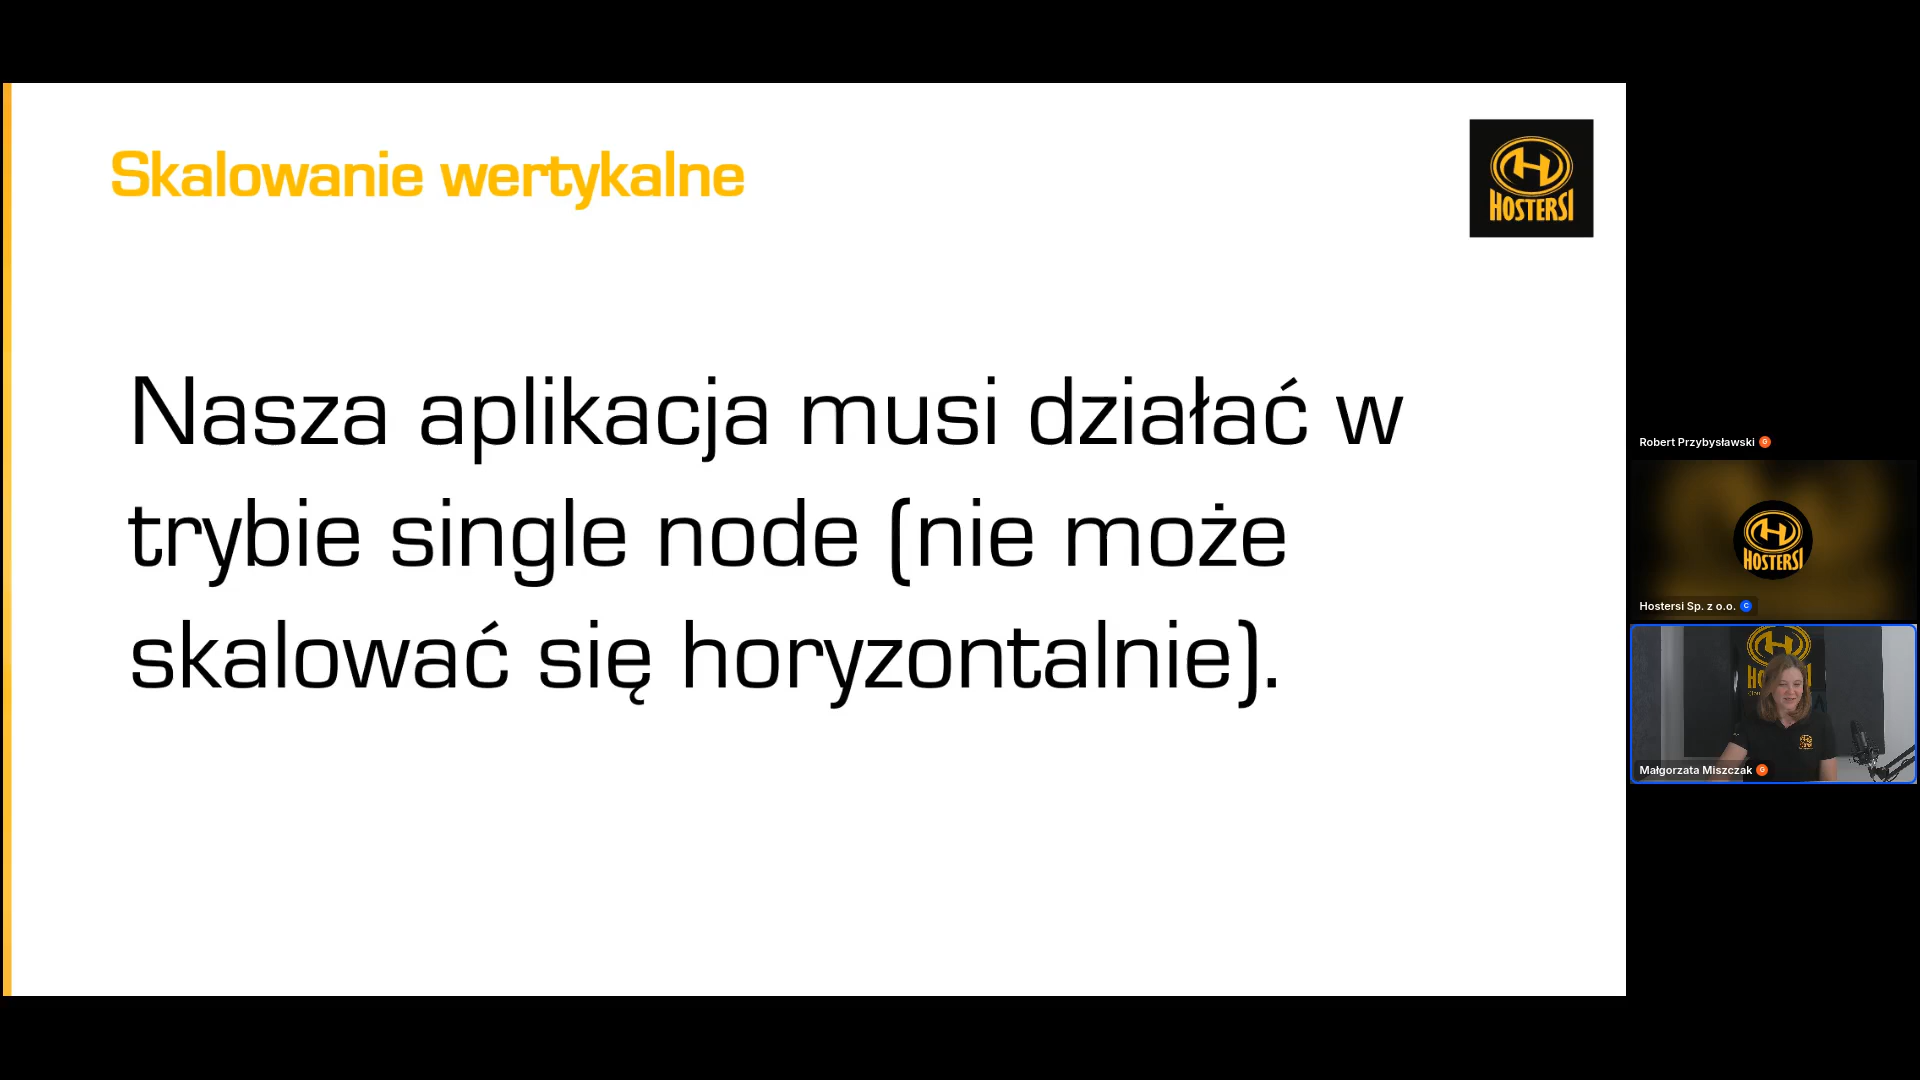 Skalowanie wertykalne
HOSTERSI
Nasza aplikacja musi działać w
trybie single node (nie może
skalować się horyzontalnie).
Robert Przybysławski G
HOSTERSI
Hostersi Sp. z o.o. C
Małgorzata Miszczak G